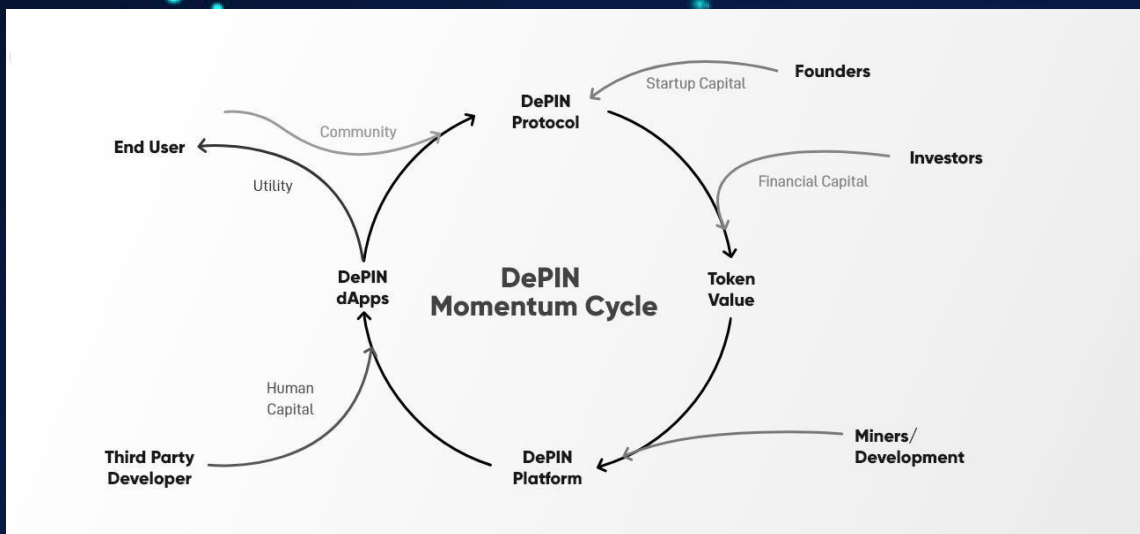 Founders
Startup Capital
DePIN
Protocol
Community
End User
Investors
Financial Capital
Utility
DePIN
dApps
DePIN
Momentum Cycle
Token
Value
Human
Capital
Third Party
Developer
DePIN
Platform
Miners/
Development